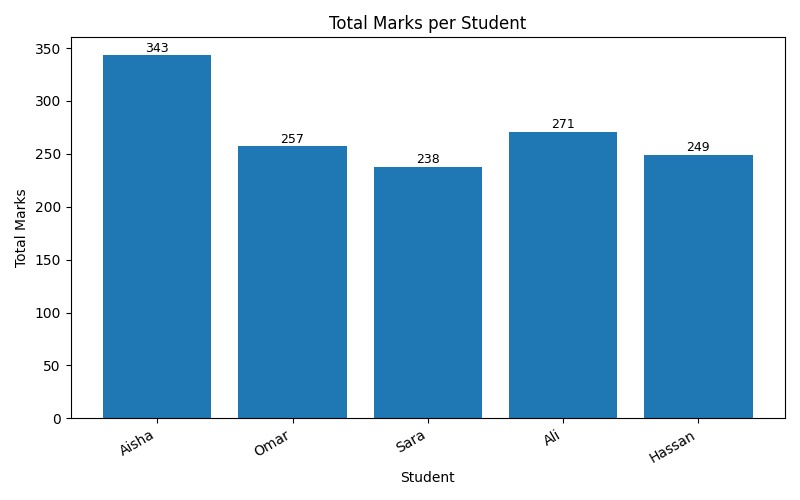 Total Marks per Student
Total Marks
350
300
250
200
150
100
50
0
343
257
238
271
249
Aisha
Omar
Sara
Ali
Hassan
Student